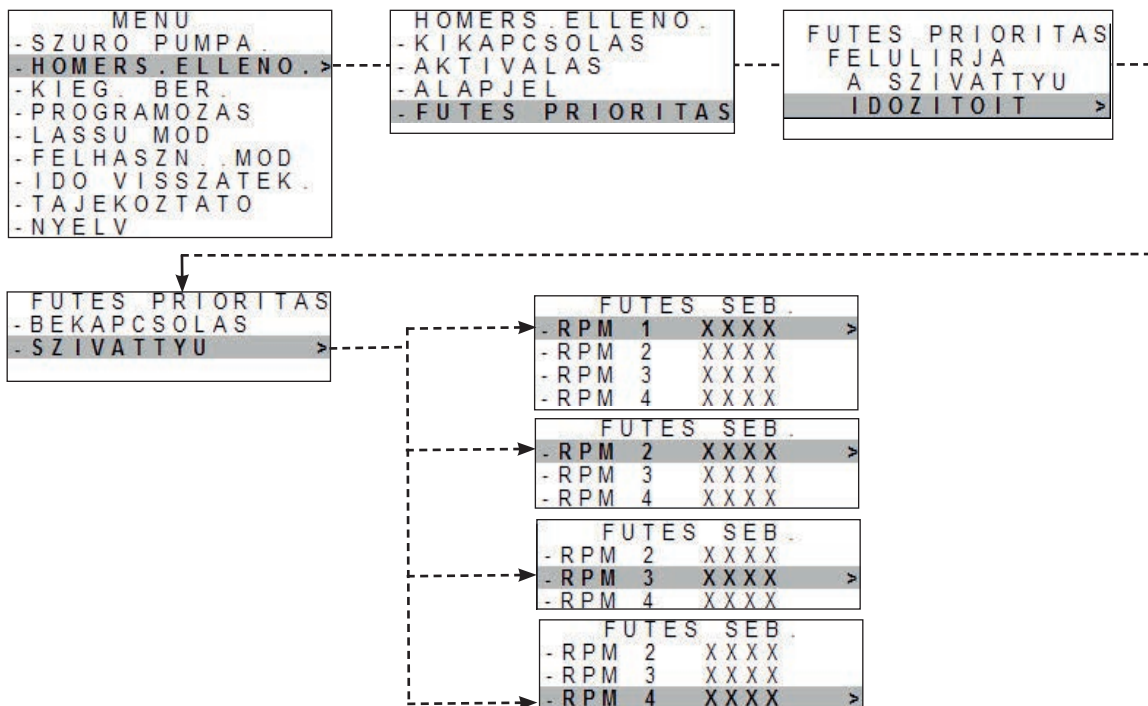 MENU
-SZURO PUMPA.
-HOMERS.ELLENO.>
-KIEG. BER.
-PROGRAMOZAS
-LASSU MOD
-FELHASZN..MOD
-IDO VISSZATEK.
-TAJEKOZTATO
-NYELV
HOMERS.ELLENO.
-KIKAPCSOLAS
-AKTIVALAS
-ALAPJEL
-FUTES PRIORITAS
FUTES PRIORITAS
FELULIRJA
A SZIVATTYU
IDOZITOIT >
FUTES PRIORITAS
-BEKAPCSOLAS
-SZIVATTYU >
FUTES SEB.
-RPM 1 XXXX >
-RPM 2 XXXX
-RPM 3 XXXX
-RPM 4 XXXX
FUTES SEB.
-RPM 2 XXXX >
-RPM 3 XXXX
-RPM 4 XXXX
FUTES SEB.
-RPM 2 XXXX
-RPM 3 XXXX >
-RPM 4 XXXX
FUTES SEB.
-RPM 2 XXXX
-RPM 3 XXXX
-RPM 4 XXXX >